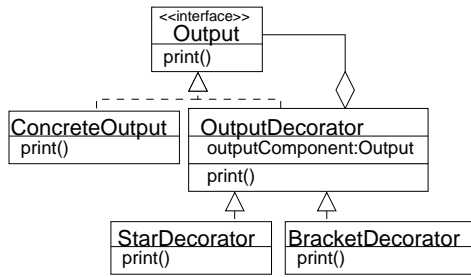 <<interface>>
Output
print()
ConcreteOutput
print()
OutputDecorator
outputComponent:Output
print()
StarDecorator
print()
BracketDecorator
print()